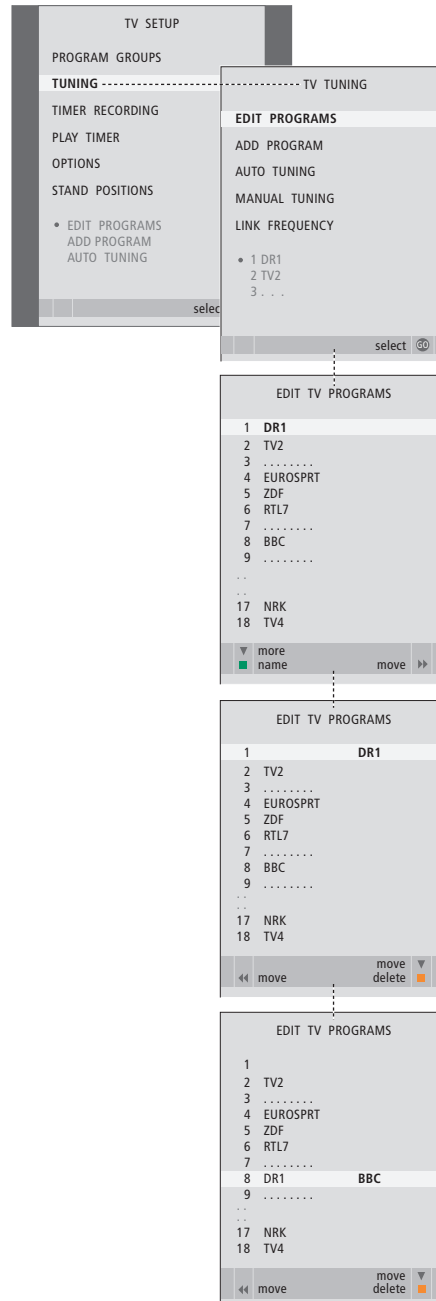 TV SETUP
PROGRAM GROUPS
TUNING
TIMER RECORDING
PLAY TIMER
OPTIONS
STAND POSITIONS
• EDIT PROGRAMS
ADD PROGRAM
AUTO TUNING
selec
TV TUNING
EDIT PROGRAMS
ADD PROGRAM
AUTO TUNING
MANUAL TUNING
LINK FREQUENCY
• 1 DR1
2 TV2
3 . . .
select GO
EDIT TV PROGRAMS
1 DR1
2 TV2
3 . . . . . . . .
4 EUROSPRT
5 ZDF
6 RTL7
7 . . . . . . . .
8 BBC
9 . . . . . . . .
. .
. .
17 NRK
18 TV4
▼ more
■ name move ▶▶
EDIT TV PROGRAMS
1 DR1
2 TV2
3 . . . . . . . .
4 EUROSPRT
5 ZDF
6 RTL7
7 . . . . . . . .
8 BBC
9 . . . . . . . .
. .
. .
17 NRK
18 TV4
move ▼
◀◀ move delete ■
EDIT TV PROGRAMS
1
2 TV2
3 . . . . . . . .
4 EUROSPRT
5 ZDF
6 RTL7
7 . . . . . . . .
8 DR1 BBC
9 . . . . . . . .
. .
. .
17 NRK
18 TV4
move ▼
◀◀ move delete ■